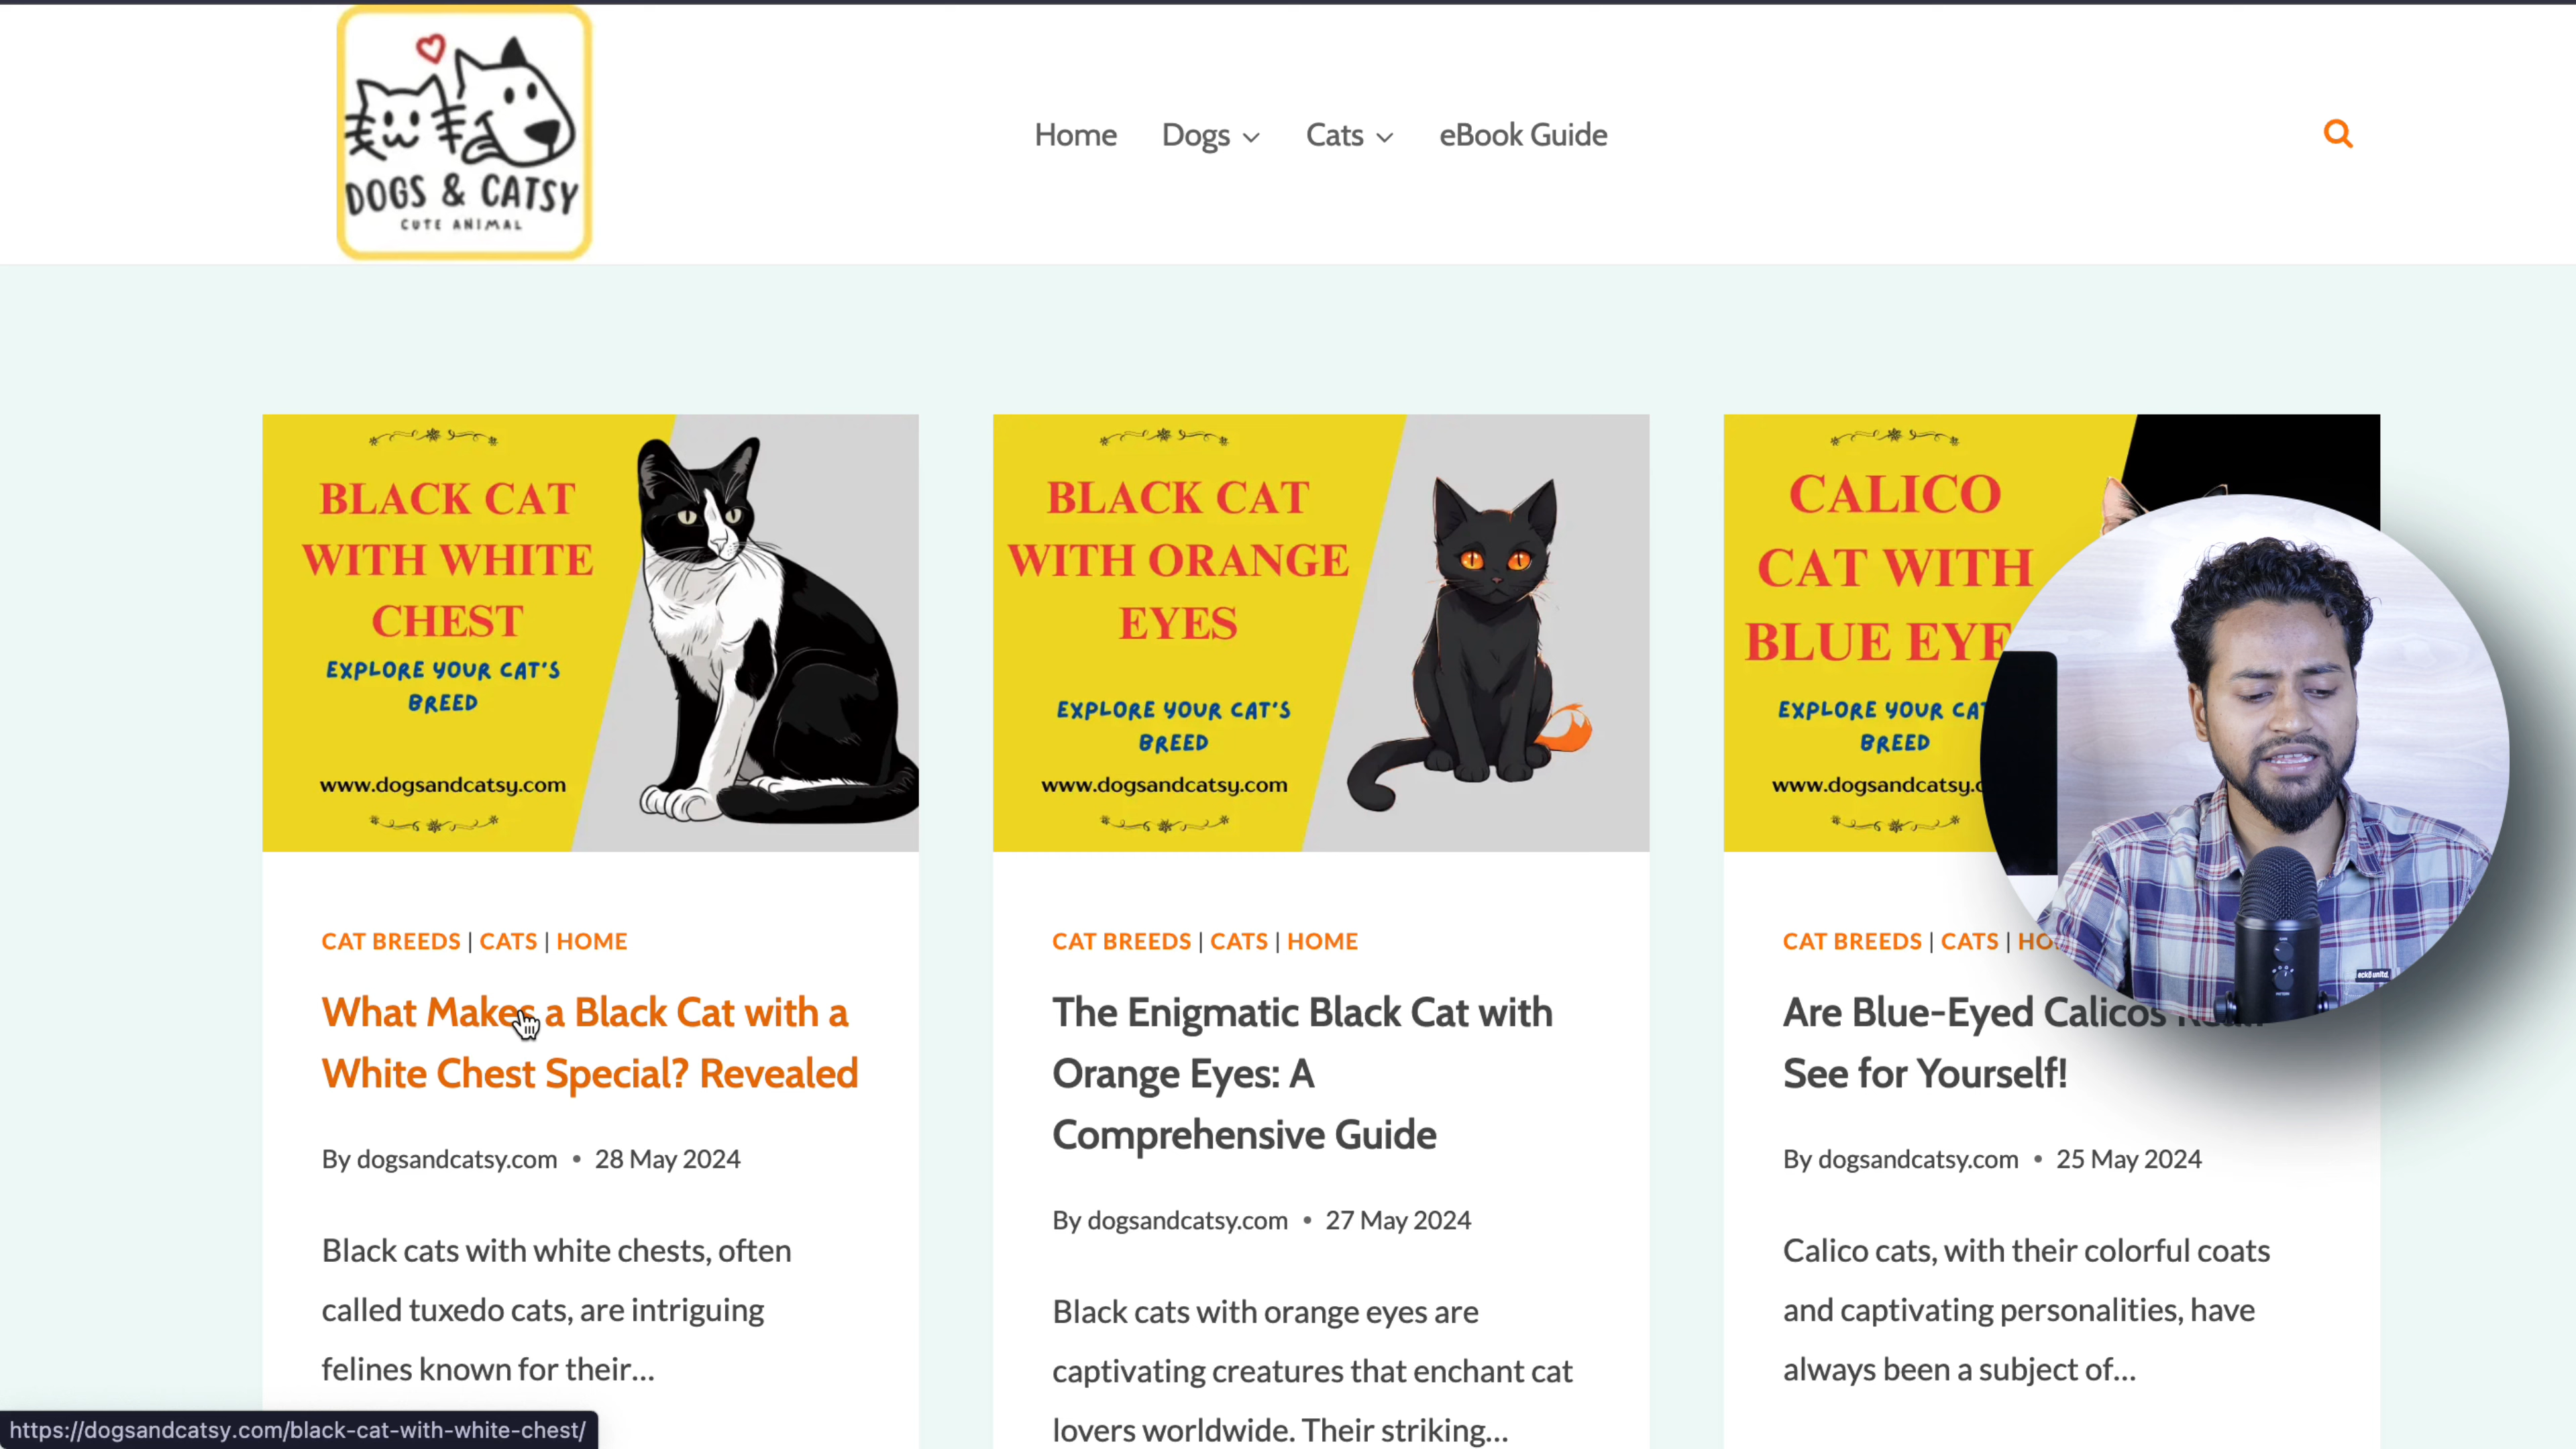 DOGS & CATSY
CUTE ANIMAL
Home Dogs Cats eBook Guide
BLACK CAT
WITH WHITE
CHEST
EXPLORE YOUR CAT'S
BREED
www.dogsandcatsy.com
CAT BREEDS | CATS | HOME
What Makes a Black Cat with a
White Chest Special? Revealed
By dogsandcatsy.com • 28 May 2024
Black cats with white chests, often
called tuxedo cats, are intriguing
felines known for their...
BLACK CAT
WITH ORANGE
EYES
EXPLORE YOUR CAT'S
BREED
www.dogsandcatsy.com
CAT BREEDS | CATS | HOME
The Enigmatic Black Cat with
Orange Eyes: A
Comprehensive Guide
By dogsandcatsy.com • 27 May 2024
Black cats with orange eyes are
captivating creatures that enchant cat
lovers worldwide. Their striking...
CALICO
CAT WITH
BLUE EYE
EXPLORE YOUR CAT
BREED
www.dogsandcatsy.c
CAT BREEDS | CATS | HO
Are Blue-Eyed Calicos
See for Yourself!
By dogsandcatsy.com • 25 May 2024
Calico cats, with their colorful coats
and captivating personalities, have
always been a subject of...
eckō unltd.
https://dogsandcatsy.com/black-cat-with-white-chest/